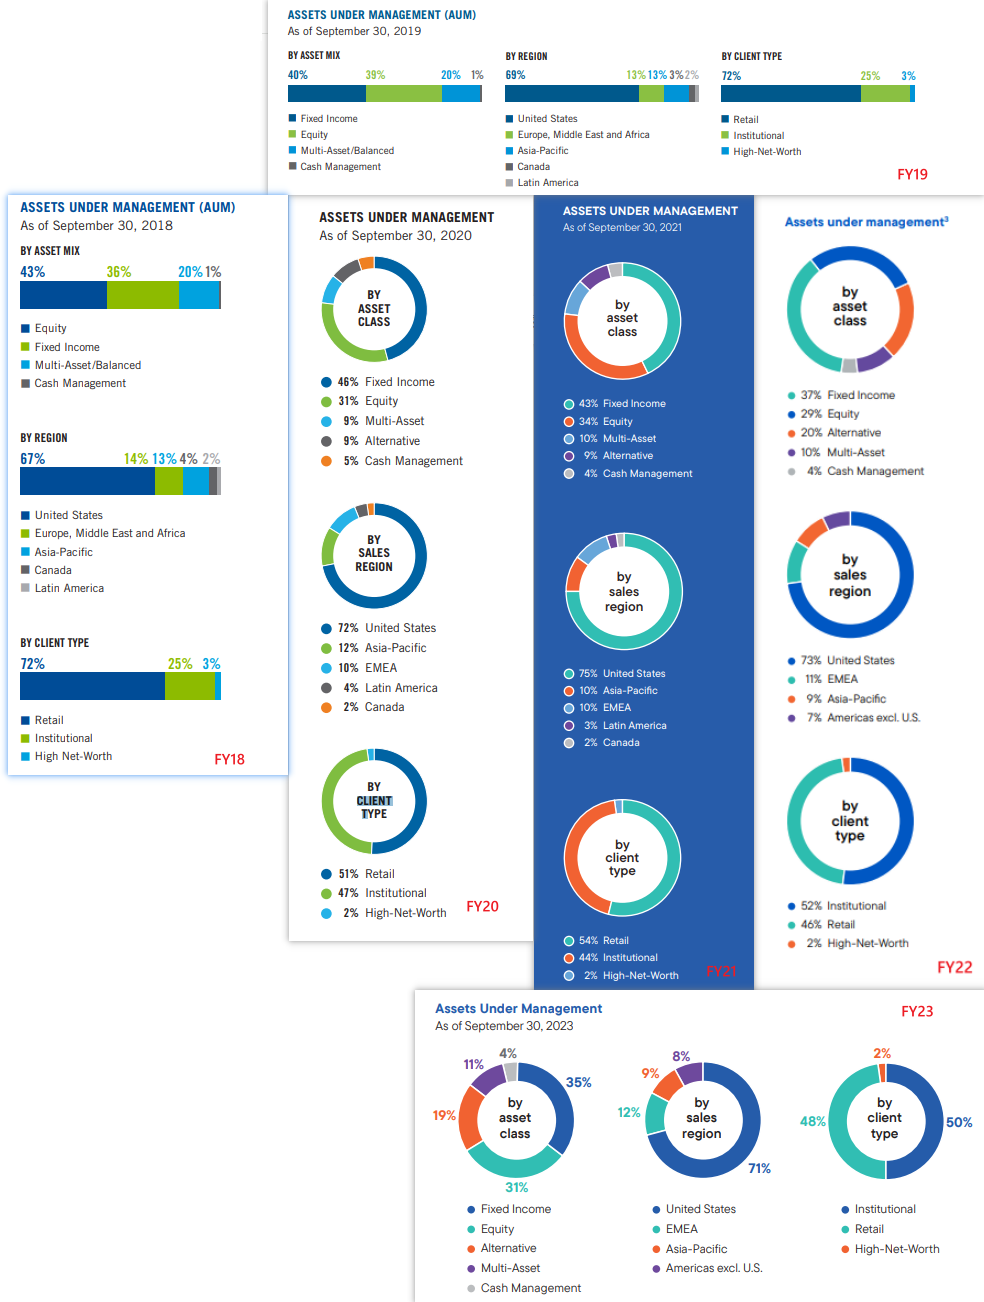 ASSETS UNDER MANAGEMENT (AUM)
As of September 30, 2019
BY ASSET MIX
40% 39% 20% 1%
Fixed Income
Equity
Multi-Asset/Balanced
Cash Management
BY REGION
69% 13% 13% 3% 2%
United States
Europe, Middle East and Africa
Asia-Pacific
Canada
Latin America
BY CLIENT TYPE
72% 25% 3%
Retail
Institutional
High-Net-Worth
FY19
ASSETS UNDER MANAGEMENT (AUM)
As of September 30, 2018
BY ASSET MIX
43% 36% 20% 1%
Equity
Fixed Income
Multi-Asset/Balanced
Cash Management
BY REGION
67% 14% 13% 4% 2%
United States
Europe, Middle East and Africa
Asia-Pacific
Canada
Latin America
BY CLIENT TYPE
72% 25% 3%
Retail
Institutional
High Net-Worth
FY18
ASSETS UNDER MANAGEMENT
As of September 30, 2020
BY
ASSET
CLASS
46% Fixed Income
31% Equity
9% Multi-Asset
9% Alternative
5% Cash Management
BY
SALES
REGION
72% United States
12% Asia-Pacific
10% EMEA
4% Latin America
2% Canada
BY
CLIENT
TYPE
51% Retail
47% Institutional
2% High-Net-Worth
FY20
ASSETS UNDER MANAGEMENT
As of September 30, 2021
by
asset
class
43% Fixed Income
34% Equity
10% Multi-Asset
9% Alternative
4% Cash Management
by
sales
region
75% United States
10% Asia-Pacific
10% EMEA
3% Latin America
2% Canada
by
client
type
54% Retail
44% Institutional
2% High-Net-Worth
FY21
Assets under management³
by
asset
class
37% Fixed Income
29% Equity
20% Alternative
10% Multi-Asset
4% Cash Management
by
sales
region
73% United States
11% EMEA
9% Asia-Pacific
7% Americas excl. U.S.
by
client
type
52% Institutional
46% Retail
2% High-Net-Worth
FY22
Assets Under Management
As of September 30, 2023
FY23
by
asset
class
35%
31%
19%
11%
4%
Fixed Income
Equity
Alternative
Multi-Asset
Cash Management
by
sales
region
71%
12%
9%
8%
United States
EMEA
Asia-Pacific
Americas excl. U.S.
by
client
type
50%
48%
2%
Institutional
Retail
High-Net-Worth